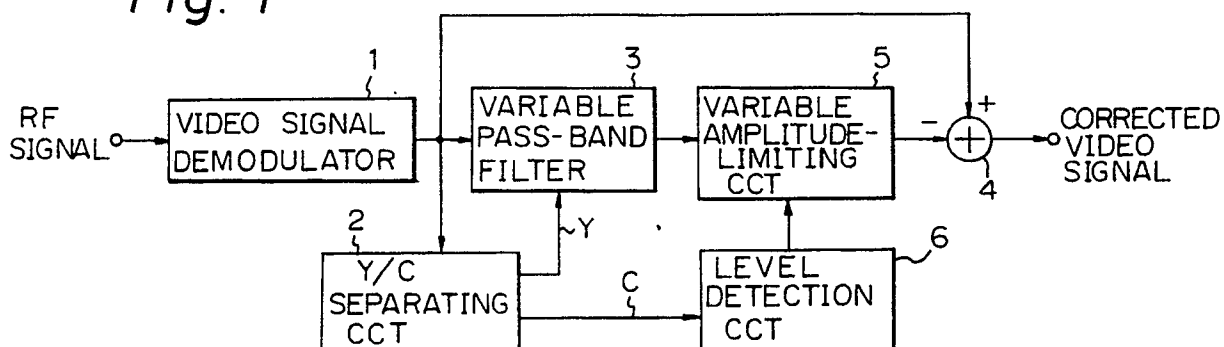 Fig. 1
1
3
5
RF
SIGNAL
VIDEO SIGNAL
DEMODULATOR
VARIABLE
PASS-BAND
FILTER
VARIABLE
AMPLITUDE-
LIMITING
CCT
+
-
+
4
CORRECTED
VIDEO
SIGNAL
2
Y/C
SEPARATING
CCT
Y
C
6
LEVEL
DETECTION
CCT